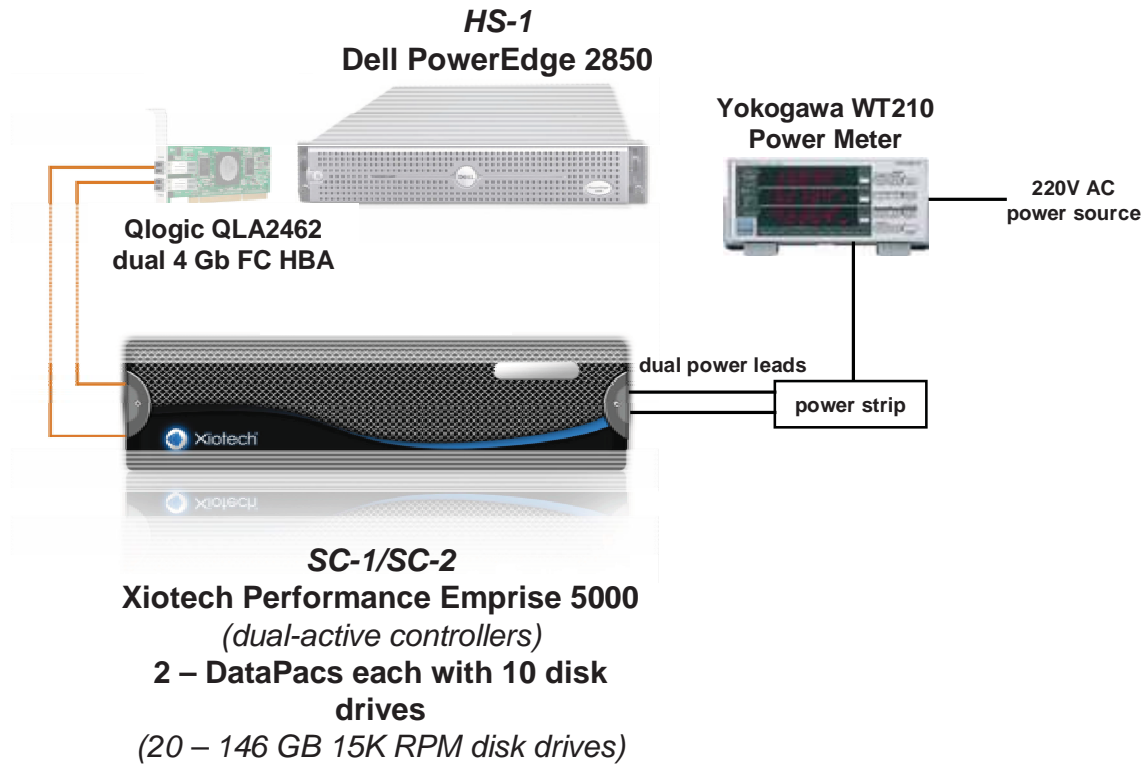 HS-1
Dell PowerEdge 2850
Yokogawa WT210
Power Meter
220V AC
power source
Qlogic QLA2462
dual 4 Gb FC HBA
dual power leads
power strip
Xiotech
SC-1/SC-2
Xiotech Performance Emprise 5000
(dual-active controllers)
2 – DataPacs each with 10 disk
drives
(20 – 146 GB 15K RPM disk drives)